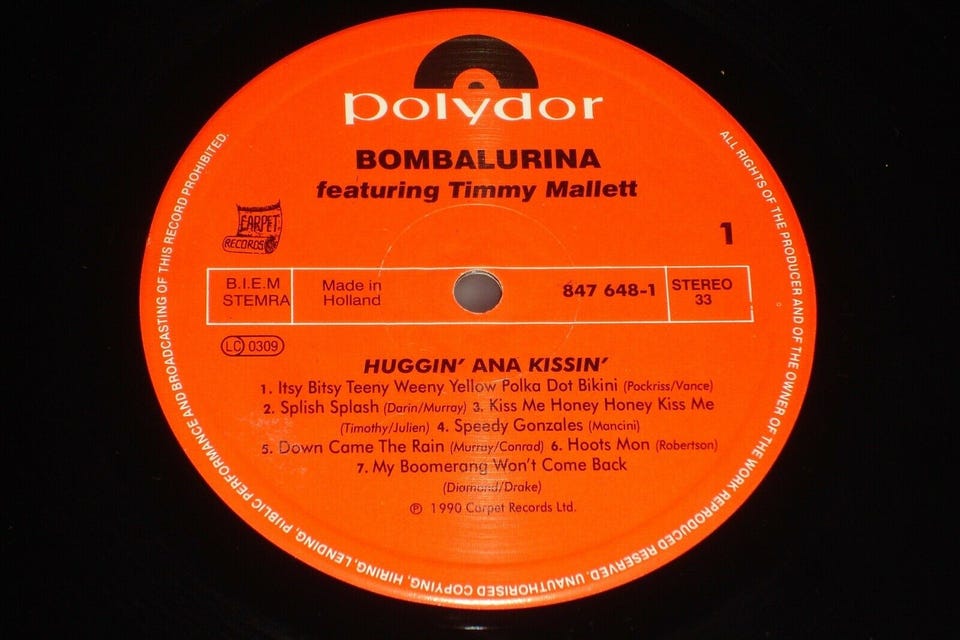 polydor
BOMBALURINA
featuring Timmy Mallett
CARPET
RECORDS
1
B.I.E.M
STEMRA
Made in
Holland
847 648-1
STEREO
33
LC 0309
HUGGIN' ANA KISSIN'
1. Itsy Bitsy Teeny Weeny Yellow Polka Dot Bikini (Pockriss/Vance)
2. Splish Splash (Darin/Murray) 3. Kiss Me Honey Honey Kiss Me
(Timothy/Julien) 4. Speedy Gonzales (Mancini)
5. Down Came The Rain (Murray/Conrad) 6. Hoots Mon (Robertson)
7. My Boomerang Won't Come Back
(Diamond/Drake)
℗ 1990 Carpet Records Ltd.
ALL RIGHTS OF THE PRODUCER AND OF THE OWNER OF THE WORK REPRODUCED RESERVED. UNAUTHORISED COPYING, HIRING, LENDING, PUBLIC PERFORMANCE AND BROADCASTING OF THIS RECORD PROHIBITED.